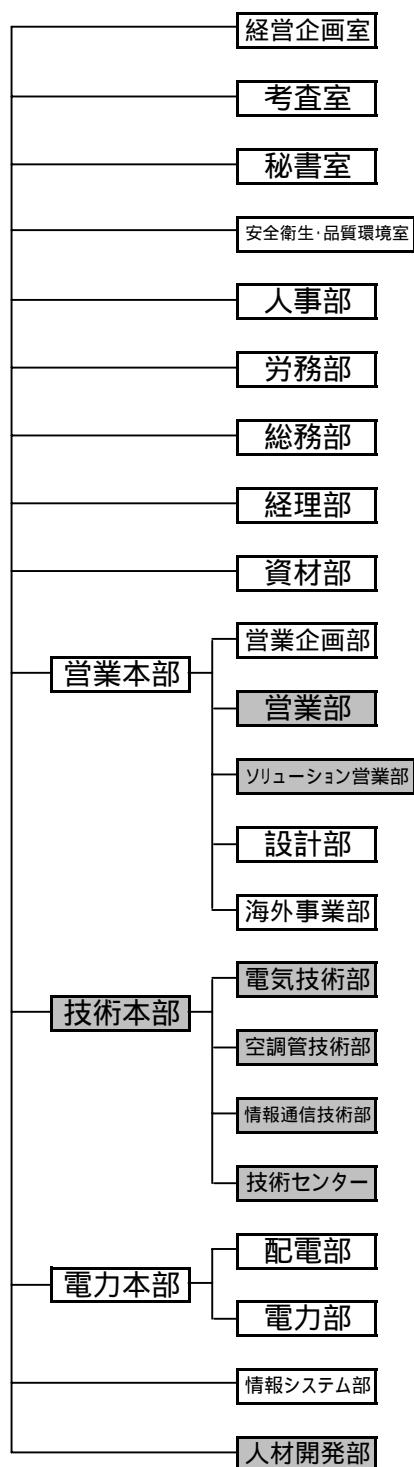 経営企画室
考査室
秘書室
安全衛生･品質環境室
人事部
労務部
総務部
経理部
資材部
営業本部
営業企画部
営業部
ソリューション営業部
設計部
海外事業部
技術本部
電気技術部
空調管技術部
情報通信技術部
技術センター
電力本部
配電部
電力部
情報システム部
人材開発部